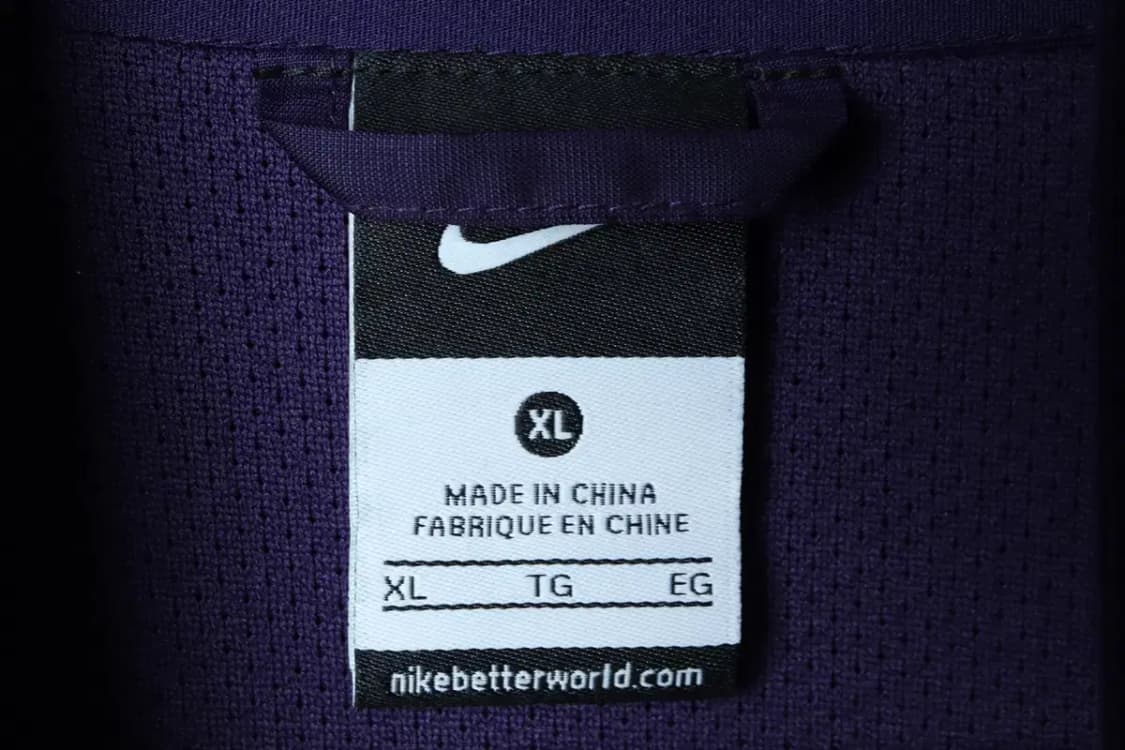 XL
MADE IN CHINA
FABRIQUE EN CHINE
XL TG EG
nikebetterworld.com